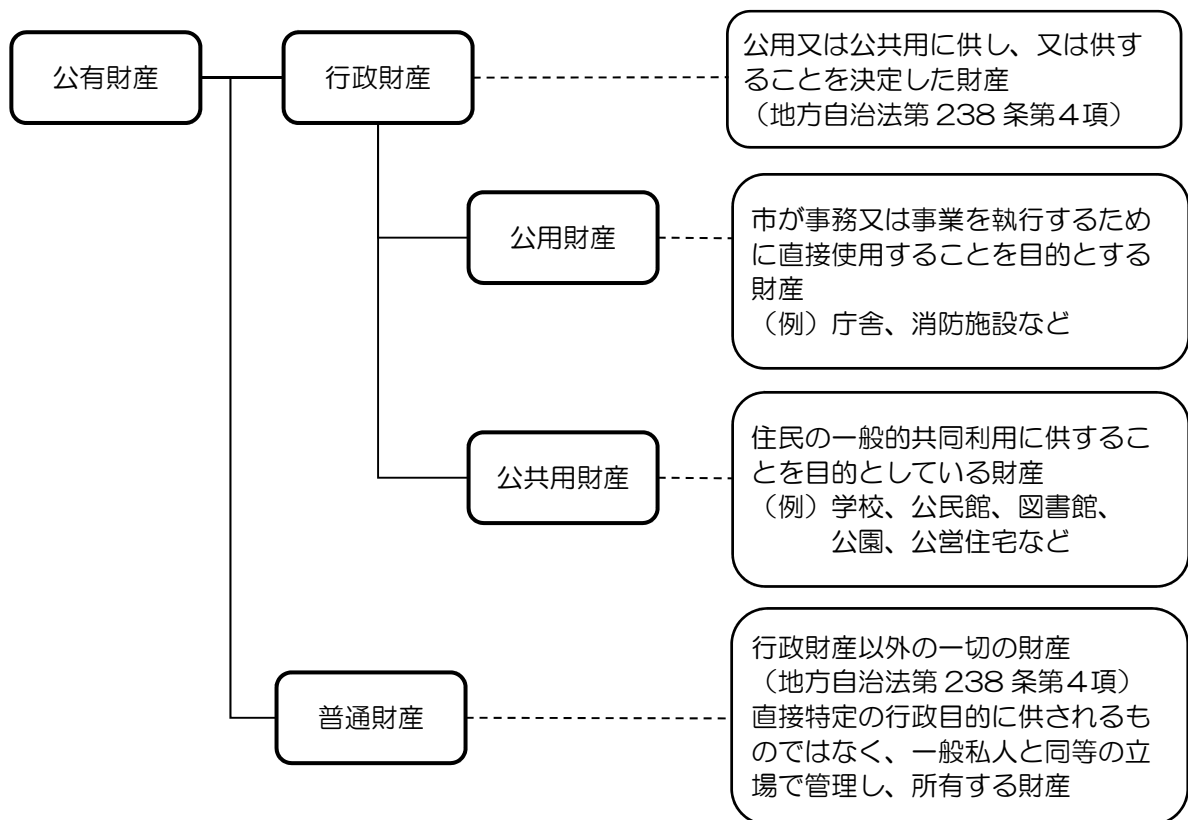 公有財産
行政財産
公用又は公共用に供し、又は供す
ることを決定した財産
（地方自治法第 238 条第４項）
公用財産
市が事務又は事業を執行するため
に直接使用することを目的とする
財産
（例）庁舎、消防施設など
公共用財産
住民の一般的共同利用に供するこ
とを目的としている財産
（例）学校、公民館、図書館、
公園、公営住宅など
普通財産
行政財産以外の一切の財産
（地方自治法第 238 条第４項）
直接特定の行政目的に供されるも
のではなく、一般私人と同等の立
場で管理し、所有する財産